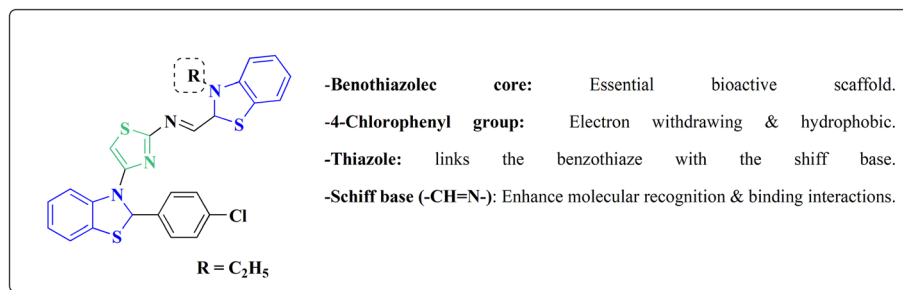 R
N
S
N
S
N
N
S
Cl
R = C₂H₅
-Benothiazolec core: Essential bioactive scaffold.
-4-Chlorophenyl group: Electron withdrawing & hydrophobic.
-Thiazole: links the benzothiaze with the shiff base.
-Schiff base (-CH=N-): Enhance molecular recognition & binding interactions.